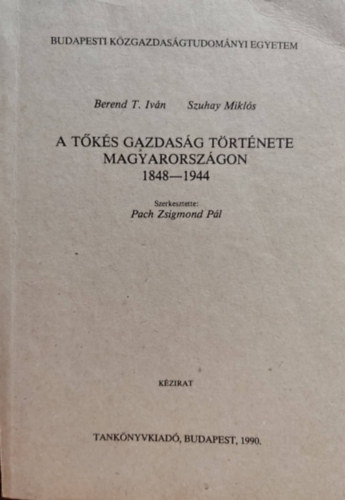 BUDAPESTI KÖZGAZDASÁGTUDOMÁNYI EGYETEM
Berend T. Iván Szuhay Miklós
A TŐKÉS GAZDASÁG TÖRTÉNETE
MAGYARORSZÁGON
1848—1944
Szerkesztette:
Pach Zsigmond Pál
KÉZIRAT
TANKÖNYVKIADÓ, BUDAPEST, 1990.